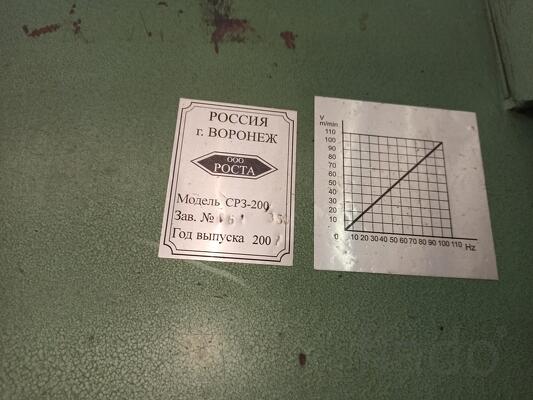 РОССИЯ
г. ВОРОНЕЖ
ООО
РОСТА
Модель СРЗ-200
Зав. №
Год выпуска 200
V
m/min
110
100
90
80
70
60
50
40
30
20
10
0 10 20 30 40 50 60 70 80 90 100 110 Hz